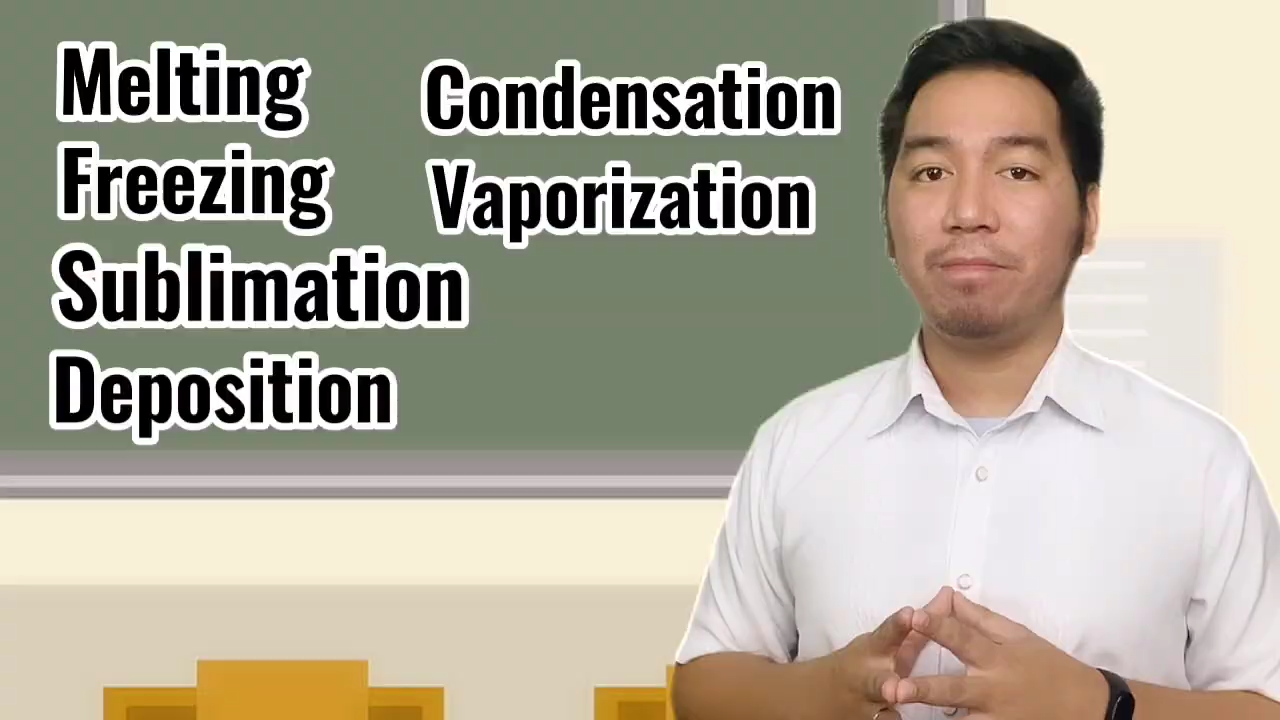 Melting
Freezing
Sublimation
Deposition
Condensation
Vaporization